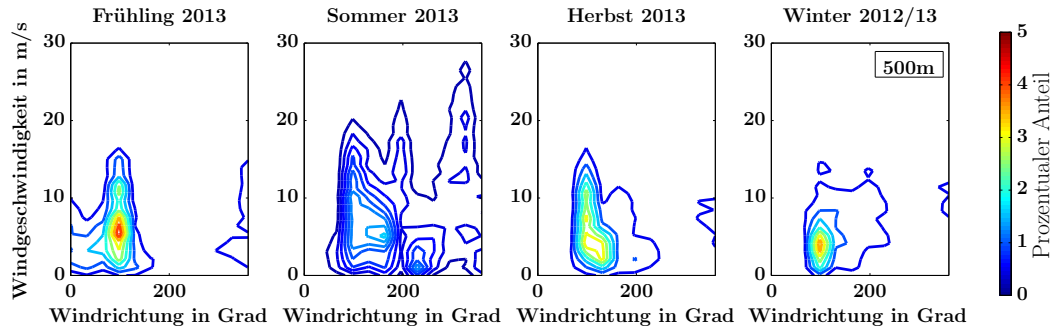 Frühling 2013
Sommer 2013
Herbst 2013
Winter 2012/13
Windgeschwindigkeit in m/s
30
20
10
0
0
200
Windrichtung in Grad
30
20
10
0
0
200
Windrichtung in Grad
30
20
10
0
0
200
Windrichtung in Grad
30
20
10
0
0
200
Windrichtung in Grad
500m
5
4
3
2
1
0
Prozentualer Anteil